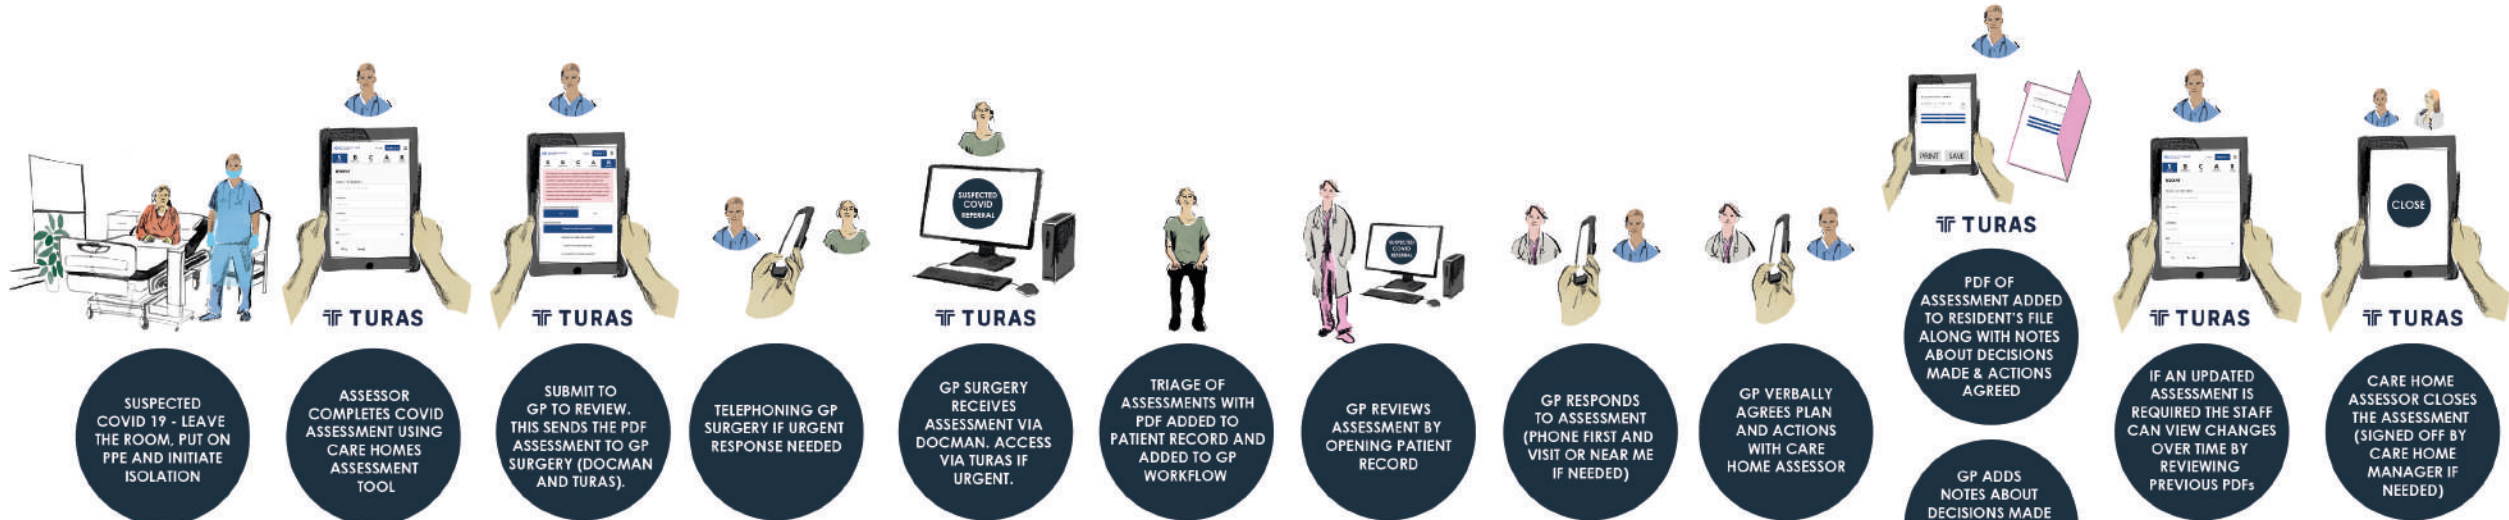 SUSPECTED
COVID 19 - LEAVE
THE ROOM, PUT ON
PPE AND INITIATE
ISOLATION
TURAS
ASSESSOR
COMPLETES COVID
ASSESSMENT USING
CARE HOMES
ASSESSMENT
TOOL
TURAS
SUBMIT TO
GP TO REVIEW.
THIS SENDS THE PDF
ASSESSMENT TO GP
SURGERY (DOCMAN
AND TURAS).
TELEPHONING GP
SURGERY IF URGENT
RESPONSE NEEDED
SUSPECTED
COVID
REFERRAL
TURAS
GP SURGERY
RECEIVES
ASSESSMENT VIA
DOCMAN. ACCESS
VIA TURAS IF
URGENT.
TRIAGE OF
ASSESSMENTS WITH
PDF ADDED TO
PATIENT RECORD AND
ADDED TO GP
WORKFLOW
SUSPECTED
COVID
REFERRAL
GP REVIEWS
ASSESSMENT BY
OPENING PATIENT
RECORD
GP RESPONDS
TO ASSESSMENT
(PHONE FIRST AND
VISIT OR NEAR ME
IF NEEDED)
GP VERBALLY
AGREES PLAN
AND ACTIONS
WITH CARE
HOME ASSESSOR
PRINT SAVE
TURAS
PDF OF
ASSESSMENT ADDED
TO RESIDENT'S FILE
ALONG WITH NOTES
ABOUT DECISIONS
MADE & ACTIONS
AGREED
GP ADDS
NOTES ABOUT
DECISIONS MADE
TURAS
IF AN UPDATED
ASSESSMENT IS
REQUIRED THE STAFF
CAN VIEW CHANGES
OVER TIME BY
REVIEWING
PREVIOUS PDFs
CLOSE
TURAS
CARE HOME
ASSESSOR CLOSES
THE ASSESSMENT
(SIGNED OFF BY
CARE HOME
MANAGER IF
NEEDED)